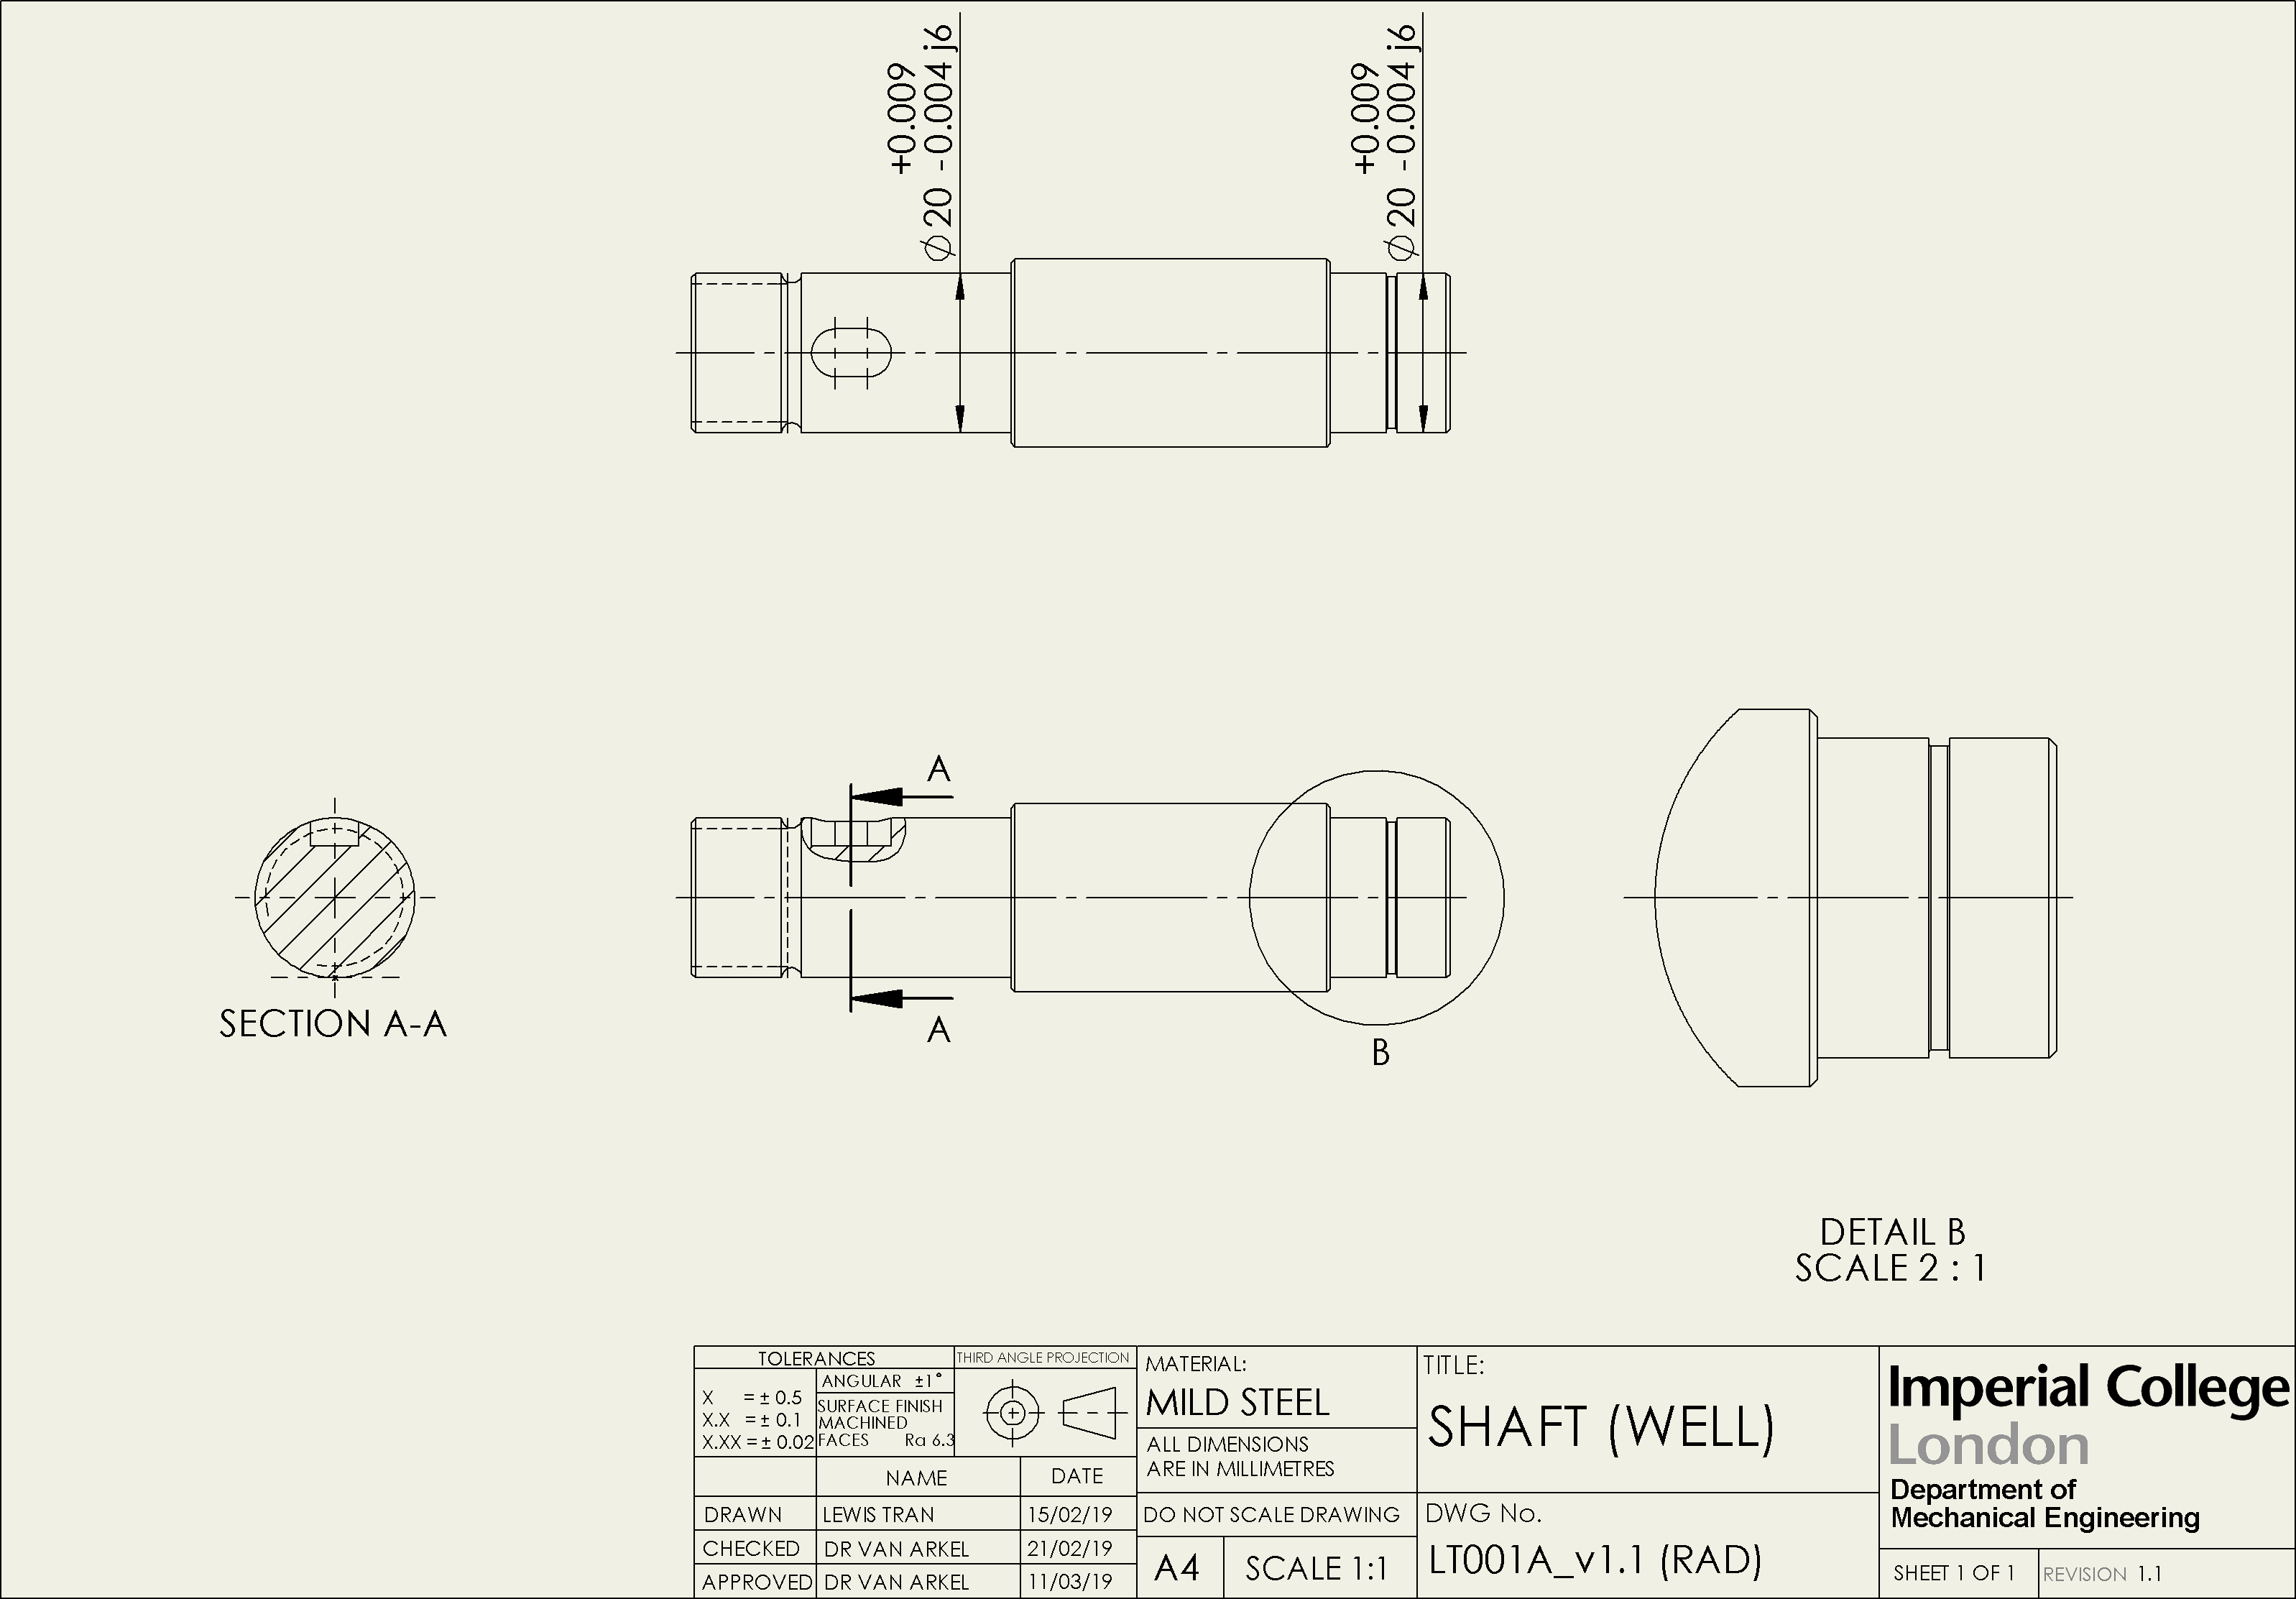 +0.009
⌀ 20 - 0.004 j6
+0.009
⌀ 20 - 0.004 j6
A
A
SECTION A-A
B
DETAIL B
SCALE 2 : 1
TOLERANCES
X = ± 0.5
X.X = ± 0.1
X.XX = ± 0.02
ANGULAR ±1°
SURFACE FINISH
MACHINED
FACES Ra 6.3
THIRD ANGLE PROJECTION
NAME DATE
DRAWN LEWIS TRAN 15/02/19
CHECKED DR VAN ARKEL 21/02/19
APPROVED DR VAN ARKEL 11/03/19
MATERIAL:
MILD STEEL
ALL DIMENSIONS
ARE IN MILLIMETRES
DO NOT SCALE DRAWING
A4 SCALE 1:1
TITLE:
SHAFT (WELL)
DWG No.
LT001A_v1.1 (RAD)
Imperial College
London
Department of
Mechanical Engineering
SHEET 1 OF 1 REVISION 1.1